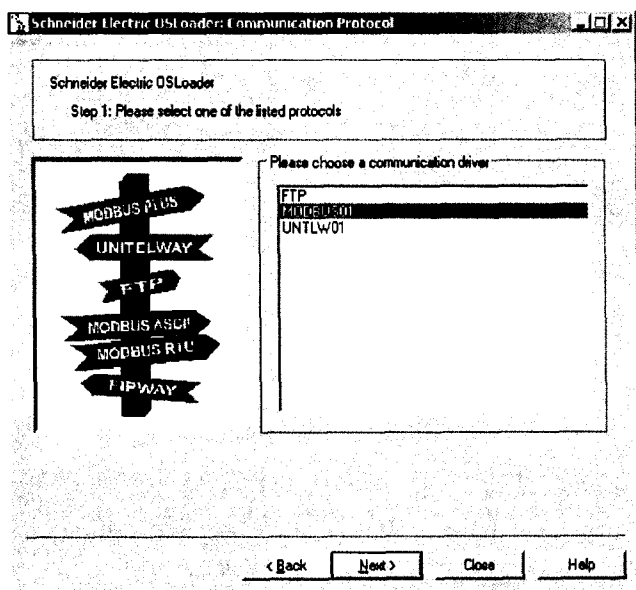 Schneider Electric OSLoader: Communication Protocol
Schneider Electric OSLoader
Step 1: Please select one of the listed protocols
Please choose a communication driver
FTP
MODBUS01
UNTLW01
MODBUS PLUS
UNITELWAY
FTP
MODBUS ASCII
MODBUS RTU
FIPWAY
< Back
Next >
Close
Help